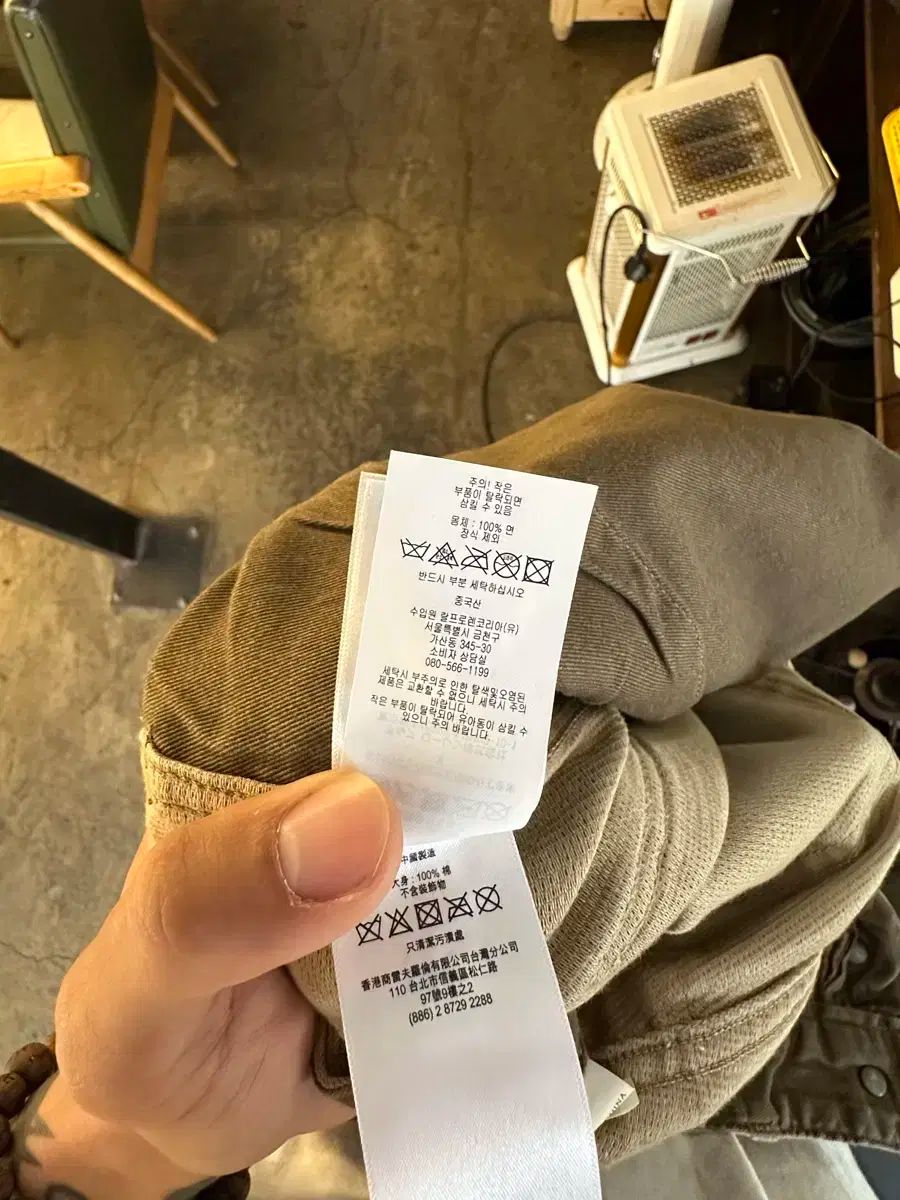 주의! 작은
부품이 탈락되면
삼킬 수 있음
몸체 : 100% 면
장식 제외
반드시 부분 세탁하십시오
중국산
수입원 랄프로렌코리아(유)
서울특별시 금천구
가산동 345-30
소비자 상담실
080-566-1199
세탁시 부주의로 인한 탈색및오염된
제품은 교환할 수 없으니 세탁시 주의
바랍니다.
작은 부품이 탈락되어 유아동이 삼킬 수
있으니 주의 바랍니다.
中國製造
大身 : 100% 棉
不含裝飾物
只清潔污漬處
香港商雷夫羅倫有限公司台灣分公司
110 台北市信義區松仁路
97號9樓之2
(886) 2 8729 2288